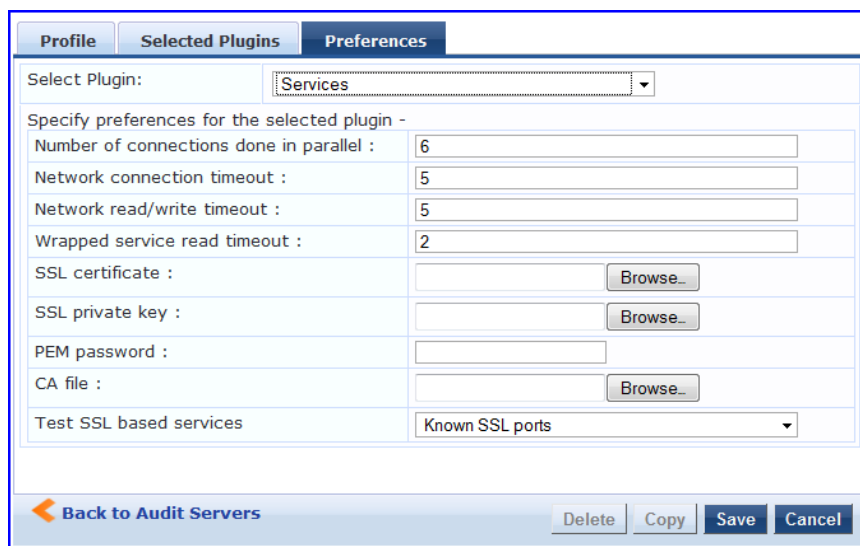 Profile Selected Plugins Preferences
Select Plugin: Services
Specify preferences for the selected plugin -
Number of connections done in parallel : 6
Network connection timeout : 5
Network read/write timeout : 5
Wrapped service read timeout : 2
SSL certificate : Browse...
SSL private key : Browse...
PEM password :
CA file : Browse...
Test SSL based services Known SSL ports
Back to Audit Servers Delete Copy Save Cancel